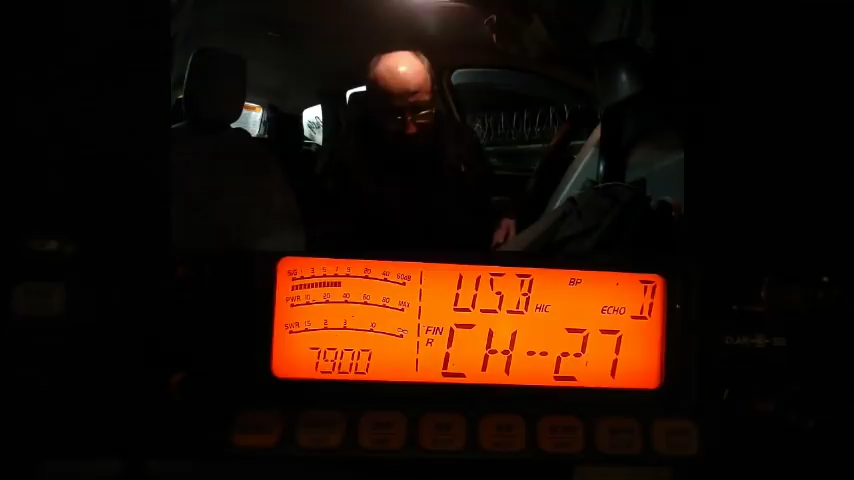 SIG 1 3 5 7 9 20 40 60dB
PWR 10 20 40 60 80 MAX
SWR 1.5 2 3 10 ∞
7900
USB HIC BP ECHO D
FIN R CH--27